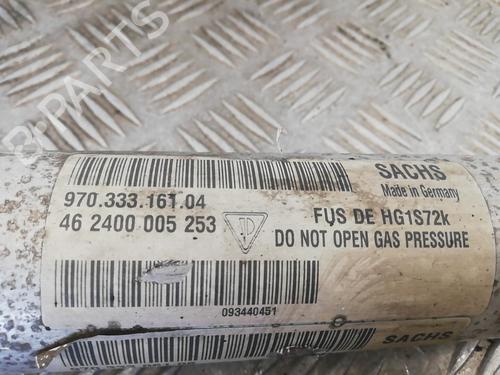 B-PARTS
SACHS
Made in Germany
970.333.161.04
46 2400 005 253
FUS DE HG1S72k
DO NOT OPEN GAS PRESSURE
093440451
SACHS